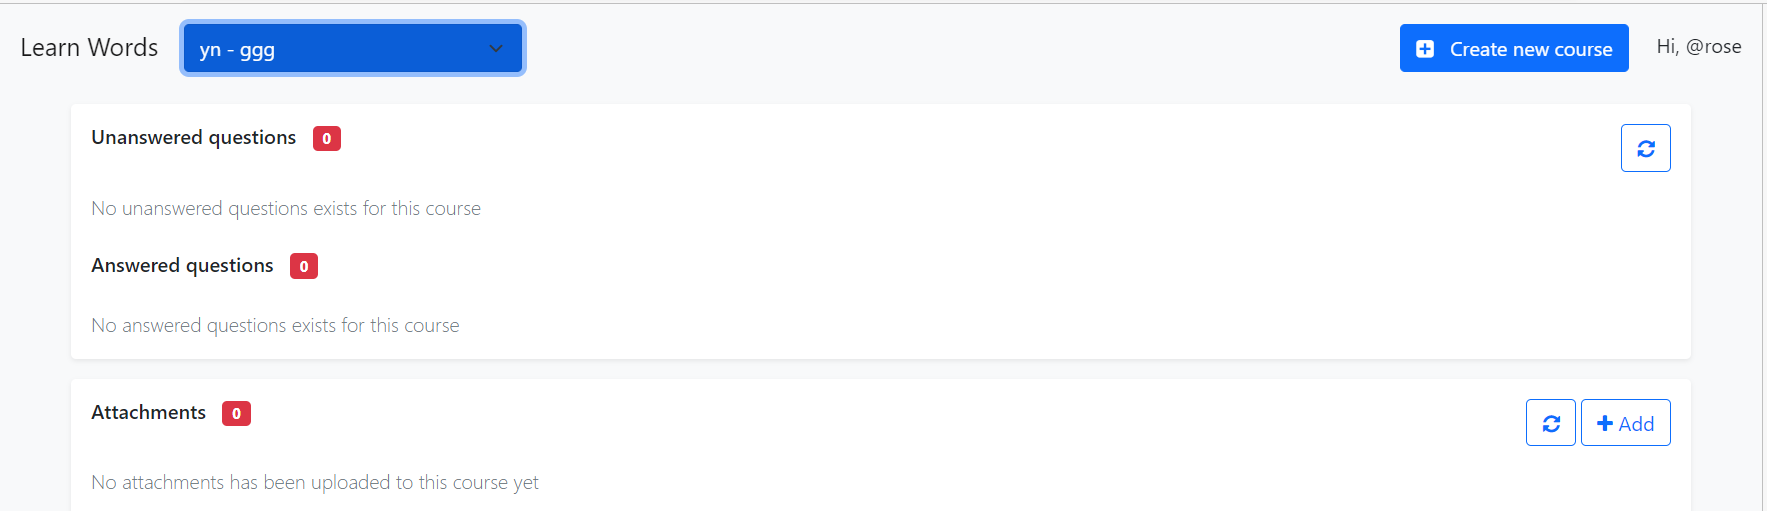 Learn Words
yn - ggg
Create new course
Hi, @rose
Unanswered questions 0
No unanswered questions exists for this course
Answered questions 0
No answered questions exists for this course
Attachments 0
Add
No attachments has been uploaded to this course yet